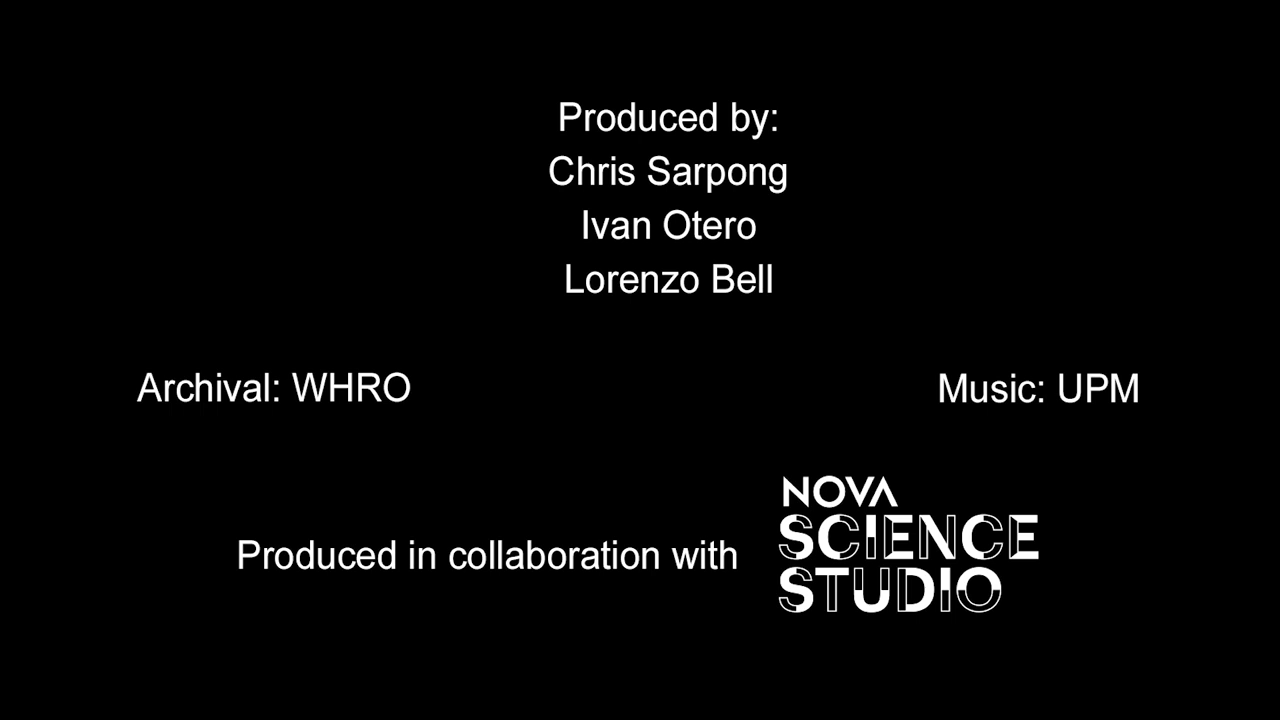 Produced by:
Chris Sarpong
Ivan Otero
Lorenzo Bell
Archival: WHRO
Music: UPM
Produced in collaboration with
NOVA
SCIENCE
STUDIO